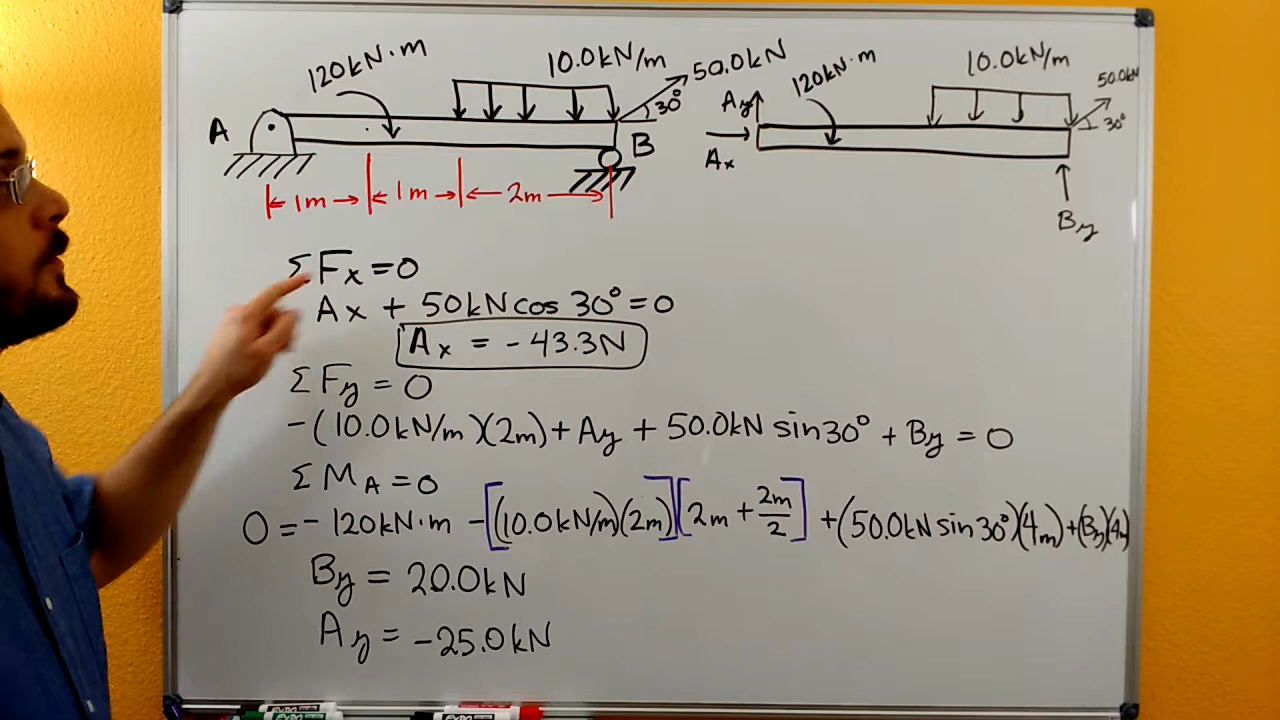 120kN·m
10.0kN/m
50.0kN
30°
A
B
1m
1m
2m
Ay
Ax
120kN·m
10.0kN/m
50.0kN
30°
By
ΣFx=0
Ax + 50kN cos 30° = 0
Ax = -43.3N
ΣFy = 0
-(10.0kN/m)(2m) + Ay + 50.0kN sin30° + By = 0
ΣMA=0
0 = -120kN·m -[(10.0kN/m)(2m)][2m + 2m/2] +(50.0kN sin30°)(4m)+(By)(4m)
By = 20.0kN
Ay = -25.0kN
EXPO